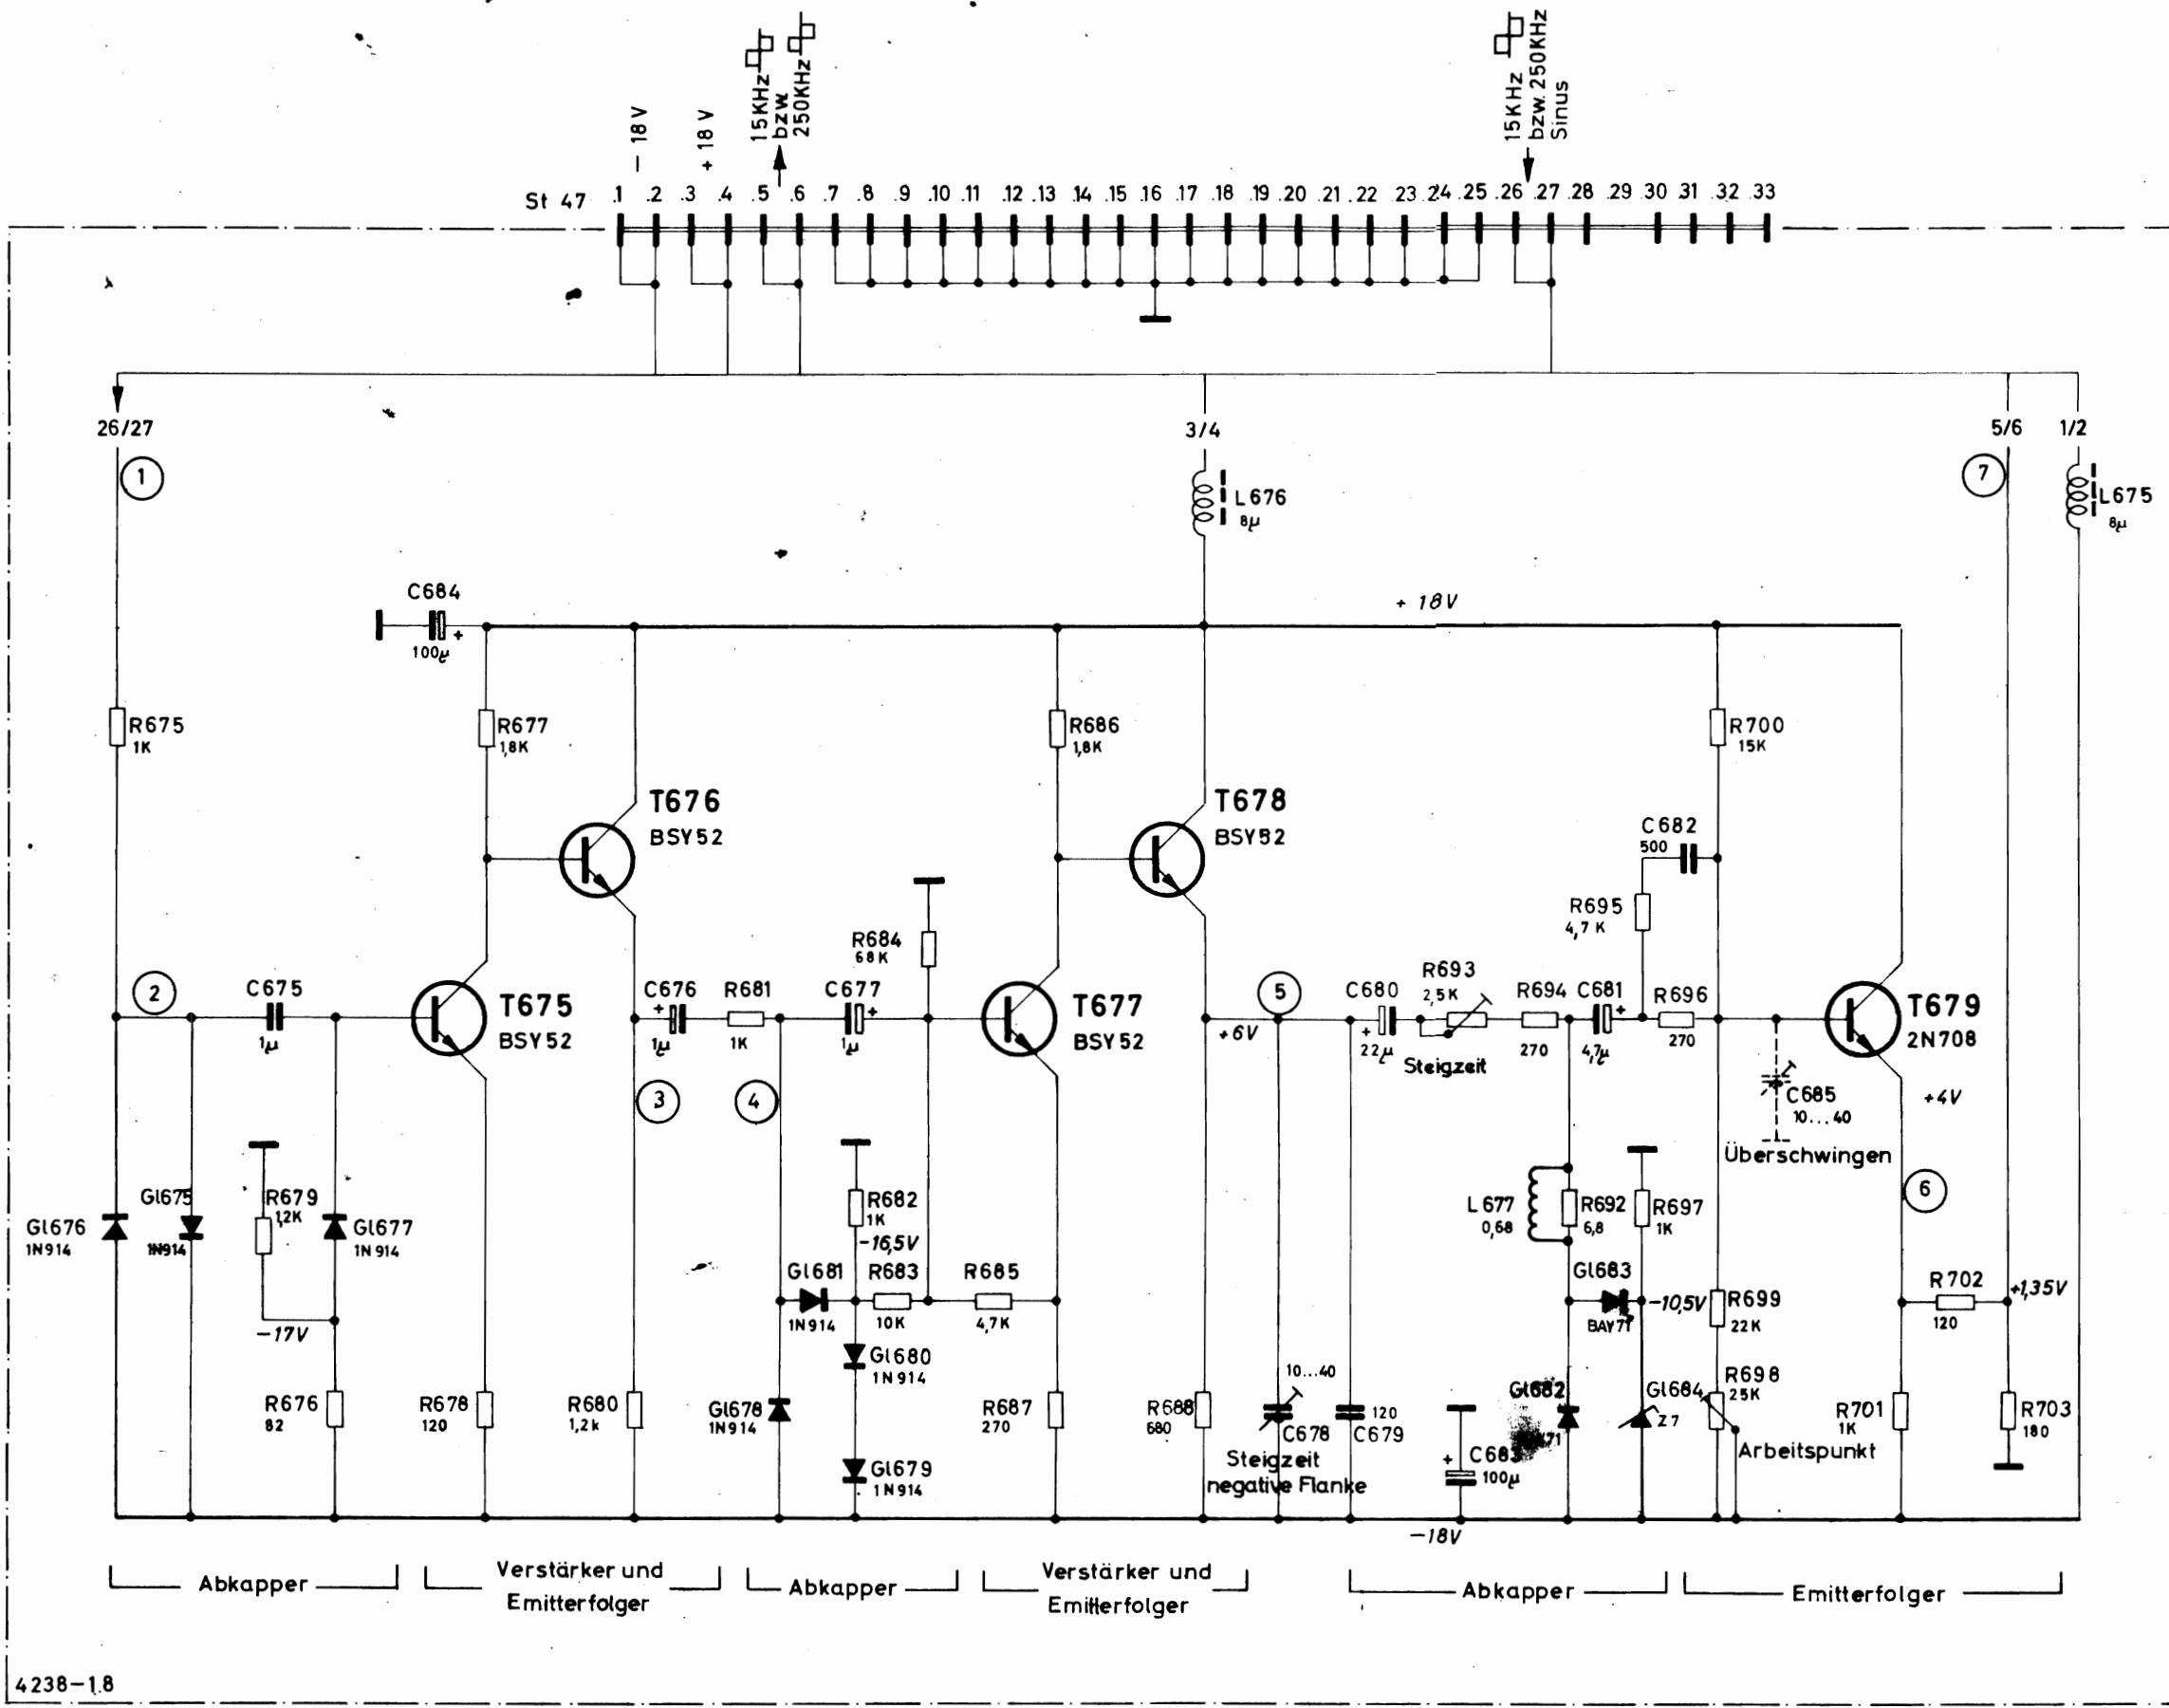 15KHz
bzw.
250KHz
15KHz
bzw. 250KHz
Sinus
– 18V
+ 18V
St 47 .1 .2 .3 .4 .5 .6 .7 .8 .9 .10 .11 .12 .13 .14 .15 .16 .17 .18 .19 .20 .21 .22 .23 .24 .25 .26 .27 .28 .29 .30 .31 .32 .33
26/27
3/4
5/6
1/2
1
7
L676
8µ
L675
8µ
C684
+
100µ
+ 18V
R675
1K
R677
1,8K
R686
1,8K
R700
15K
T676
BSY52
T678
BSY52
C682
500
R695
4,7K
R684
68K
2
C675
1µ
T675
BSY52
C676
+
1µ
R681
1K
C677
+
1µ
T677
BSY52
5
+6V
C680
+
22µ
R693
2,5K
Steigzeit
R694
270
C681
+
4,7µ
R696
270
T679
2N708
3
4
C685
10...40
Überschwingen
+4V
6
Gl676
1N914
Gl675
1N914
R679
1,2K
Gl677
1N914
–17V
R682
1K
–16,5V
L677
0,68
R692
6,8
R697
1K
Gl681
1N914
R683
10K
R685
4,7K
Gl683
BAY71
–10,5V
R699
22K
R702
120
+1,35V
Gl680
1N914
R676
82
R678
120
R680
1,2k
Gl678
1N914
Gl679
1N914
R687
270
R688
680
10...40
C678
Steigzeit
negative Flanke
120
C679
Gl682
Gl684
Z7
R698
25K
Arbeitspunkt
R701
1K
R703
180
+
C683
100µ
–18V
Abkapper
Verstärker und
Emitterfolger
Abkapper
Verstärker und
Emitterfolger
Abkapper
Emitterfolger
4238–1.8